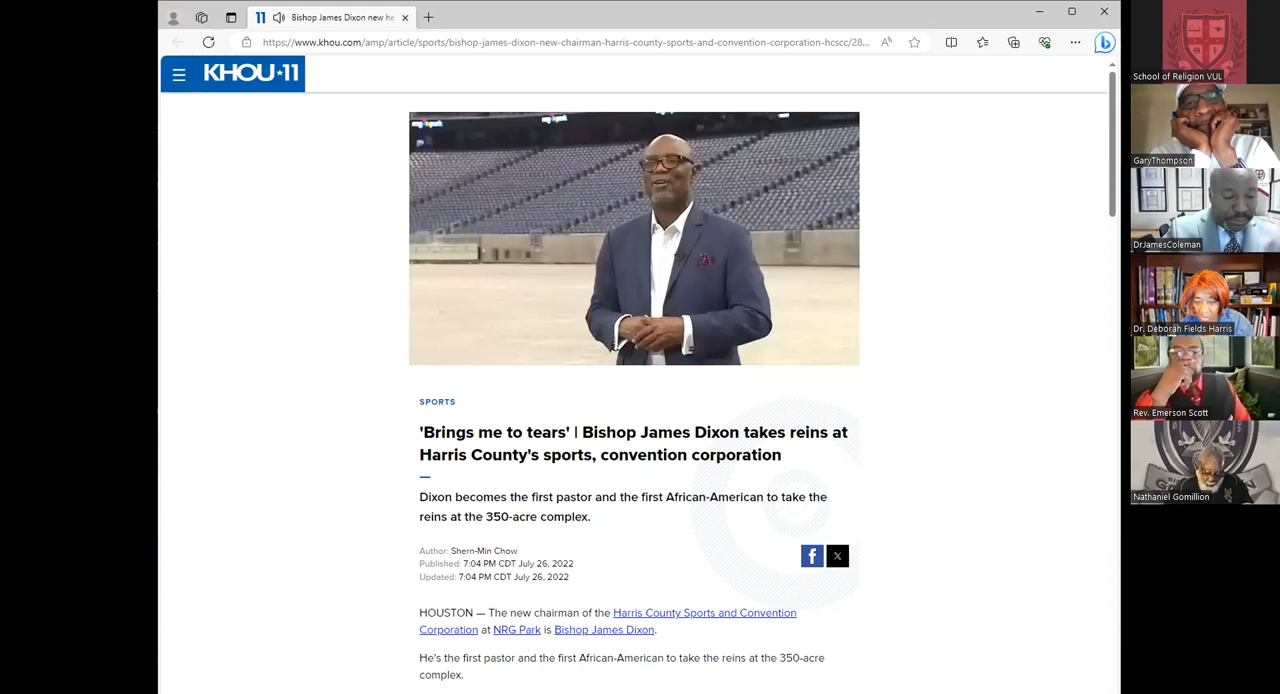 Bishop James Dixon new he
https://www.khou.com/amp/article/sports/bishop-james-dixon-new-chairman-harris-county-sports-and-convention-corporation-hcscc/28...
KHOU★11
SPORTS
'Brings me to tears' | Bishop James Dixon takes reins at
Harris County's sports, convention corporation
Dixon becomes the first pastor and the first African-American to take the
reins at the 350-acre complex.
Author: Shern-Min Chow
Published: 7:04 PM CDT July 26, 2022
Updated: 7:04 PM CDT July 26, 2022
HOUSTON — The new chairman of the Harris County Sports and Convention
Corporation at NRG Park is Bishop James Dixon.
He's the first pastor and the first African-American to take the reins at the 350-acre
complex.
School of Religion VUL
GaryThompson
DrJamesColeman
Dr. Deborah Fields Harris
Rev. Emerson Scott
Nathaniel Gomillion